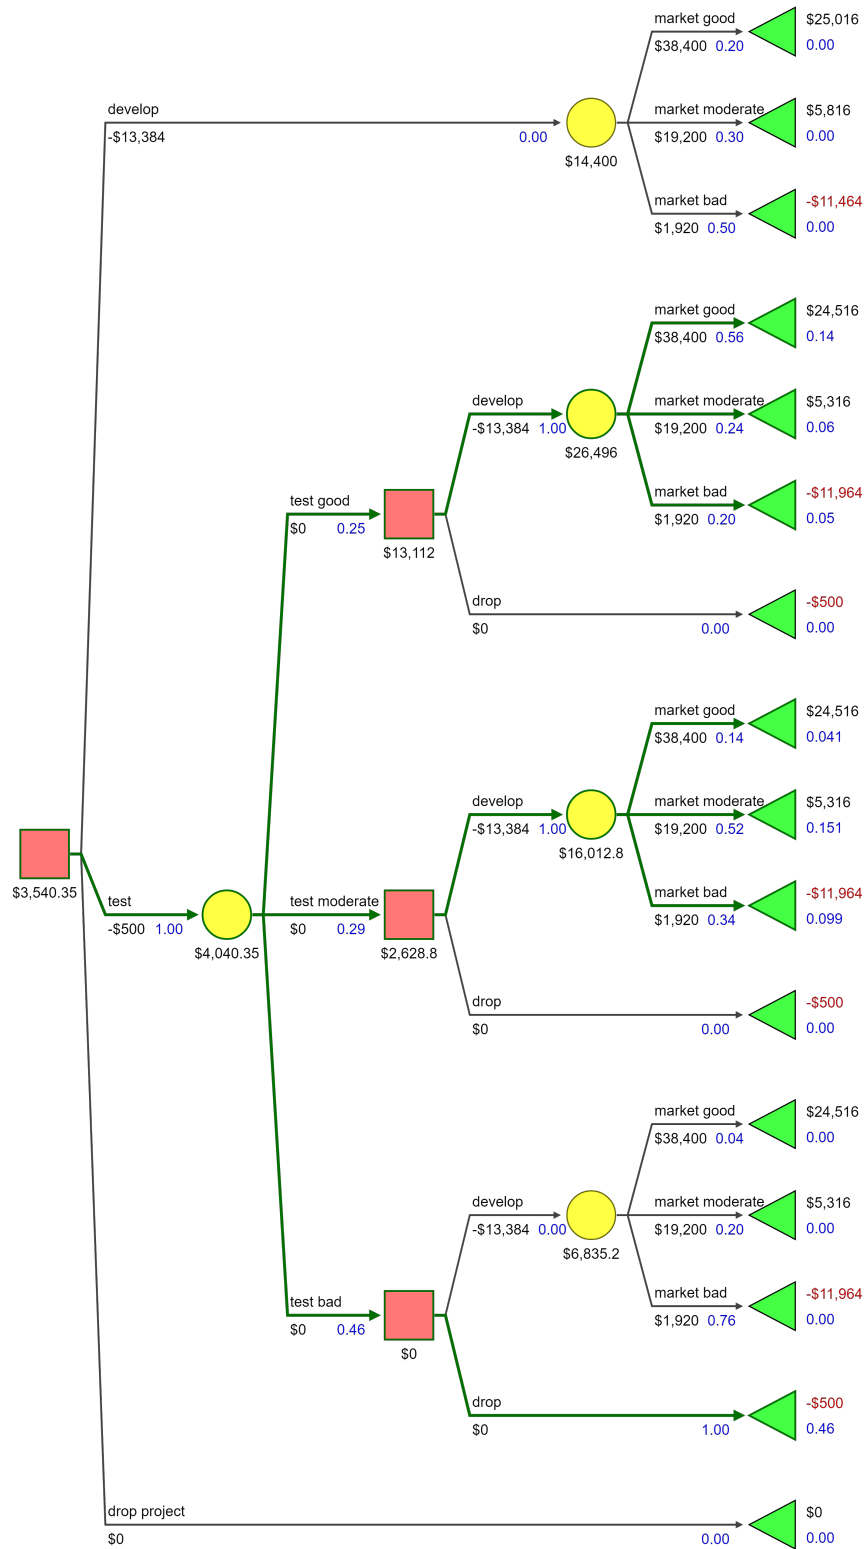 market good
$25,016
$38,400 0.20
0.00
develop
market moderate
$5,816
-$13,384
0.00
$19,200 0.30
0.00
$14,400
market bad
-$11,464
$1,920 0.50
0.00
market good
$24,516
$38,400 0.56
0.14
develop
market moderate
$5,316
-$13,384 1.00
$19,200 0.24
0.06
$26,496
market bad
-$11,964
$1,920 0.20
0.05
test good
$0 0.25
$13,112
drop
-$500
$0
0.00
0.00
market good
$24,516
$38,400 0.14
0.041
develop
market moderate
$5,316
-$13,384 1.00
$19,200 0.52
0.151
$16,012.8
$3,540.35
market bad
-$11,964
$1,920 0.34
0.099
test
-$500 1.00
$4,040.35
test moderate
$0 0.29
$2,628.8
drop
-$500
$0
0.00
0.00
market good
$24,516
$38,400 0.04
0.00
develop
market moderate
$5,316
-$13,384 0.00
$19,200 0.20
0.00
$6,835.2
market bad
-$11,964
$1,920 0.76
0.00
test bad
$0 0.46
$0
drop
-$500
$0
1.00
0.46
drop project
$0
$0
0.00
0.00